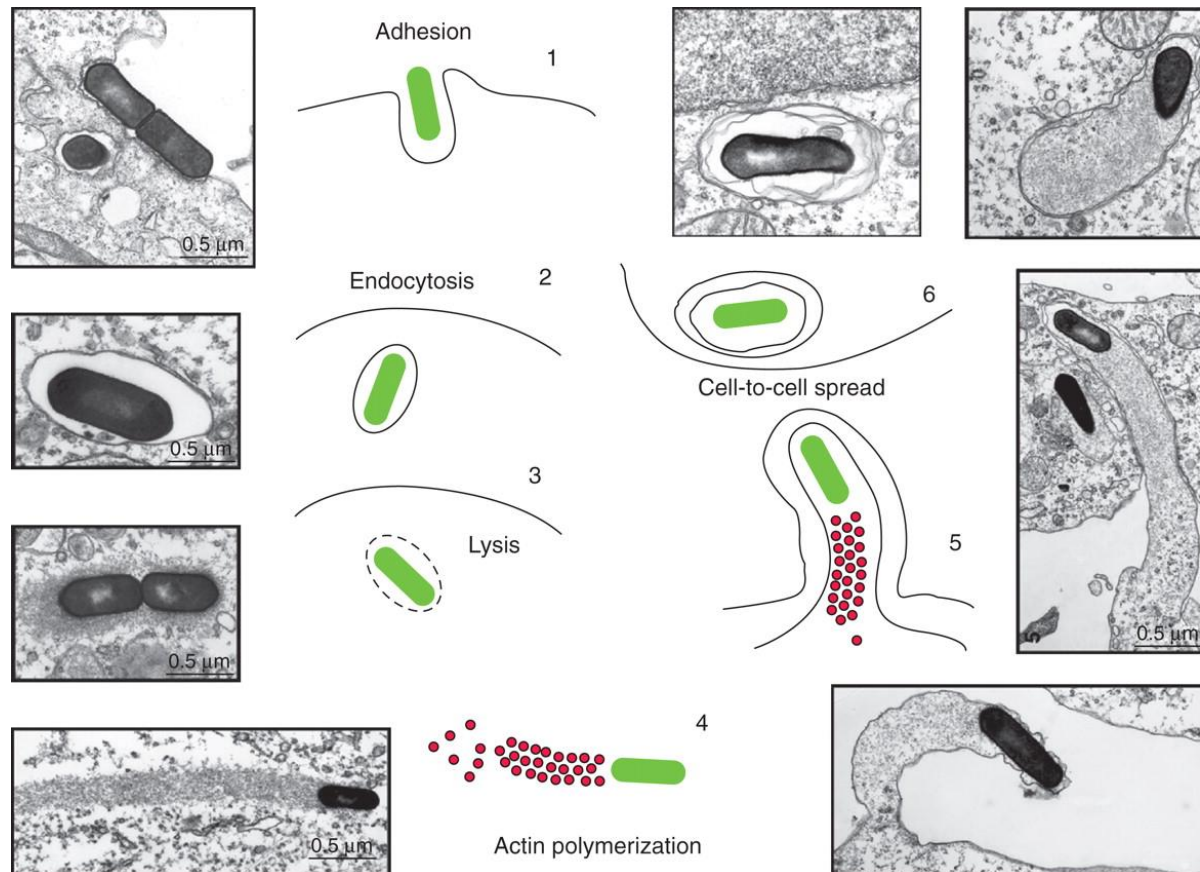 Adhesion
1
0.5 µm
Endocytosis
2
0.5 µm
3
Lysis
0.5 µm
4
Actin polymerization
0.5 µm
5
Cell-to-cell spread
6
0.5 µm
5